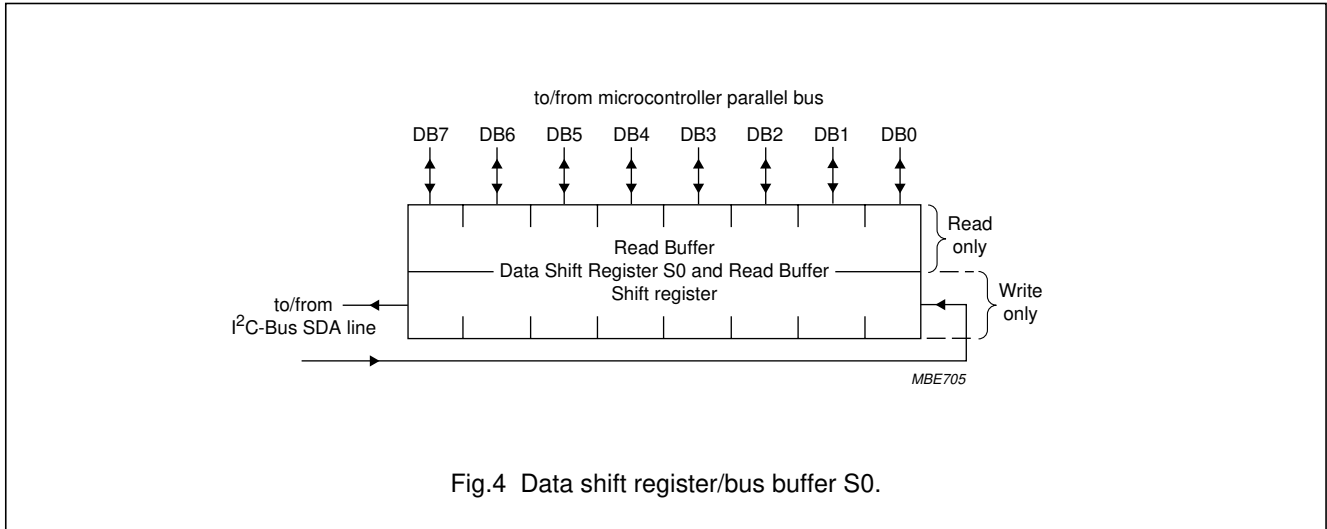 to/from microcontroller parallel bus
DB7 DB6 DB5 DB4 DB3 DB2 DB1 DB0
Read Buffer
Read
only
Data Shift Register S0 and Read Buffer
Shift register
to/from
I²C-Bus SDA line
Write
only
MBE705
Fig.4 Data shift register/bus buffer S0.